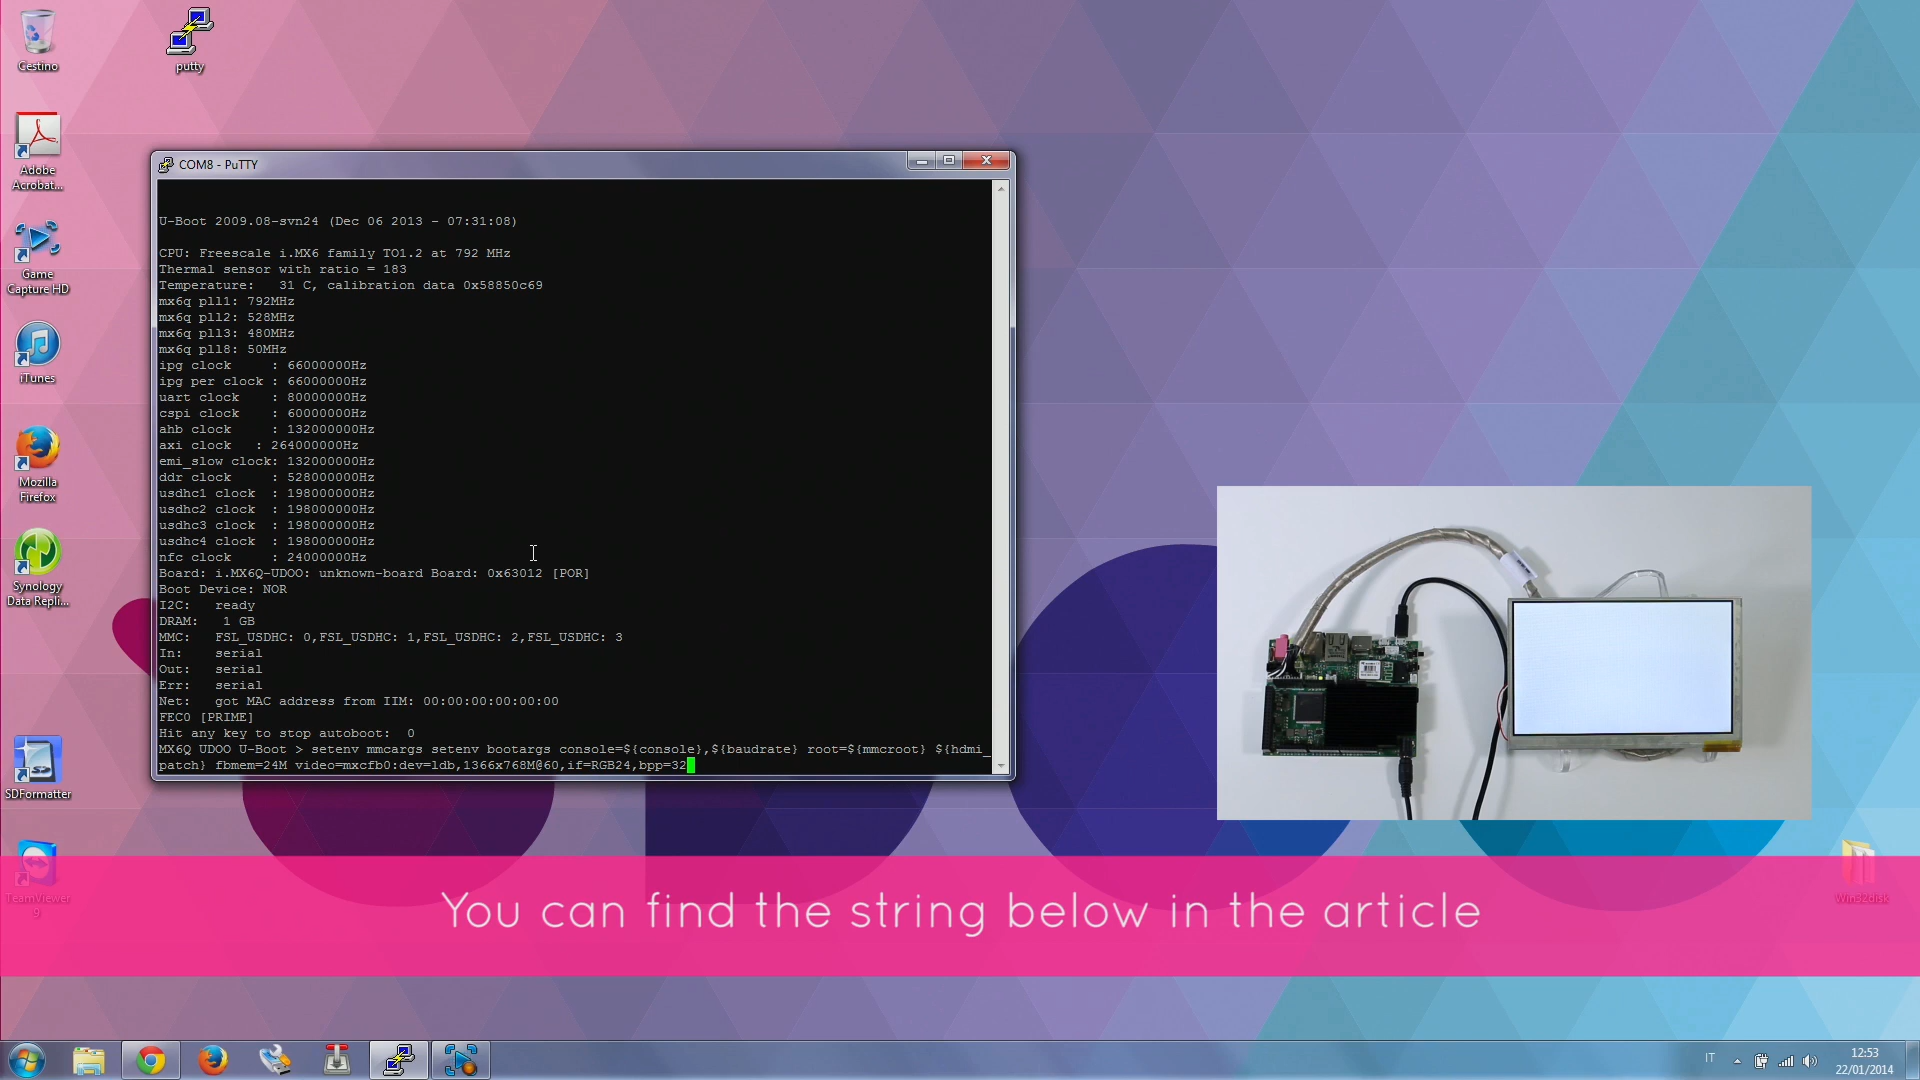 Cestino
putty
Adobe
Acrobat...
Game
Capture HD
iTunes
Mozilla
Firefox
Synology
Data Repli...
SDFormatter
TeamViewer
9
COM8 - PuTTY
U-Boot 2009.08-svn24 (Dec 06 2013 - 07:31:08)
CPU: Freescale i.MX6 family TO1.2 at 792 MHz
Thermal sensor with ratio = 183
Temperature:   31 C, calibration data 0x58850c69
mx6q pll1: 792MHz
mx6q pll2: 528MHz
mx6q pll3: 480MHz
mx6q pll8: 50MHz
ipg clock     : 66000000Hz
ipg per clock : 66000000Hz
uart clock    : 80000000Hz
cspi clock    : 60000000Hz
ahb clock     : 132000000Hz
axi clock   : 264000000Hz
emi_slow clock: 132000000Hz
ddr clock     : 528000000Hz
usdhc1 clock  : 198000000Hz
usdhc2 clock  : 198000000Hz
usdhc3 clock  : 198000000Hz
usdhc4 clock  : 198000000Hz
nfc clock     : 24000000Hz
Board: i.MX6Q-UDOO: unknown-board Board: 0x63012 [POR]
Boot Device: NOR
I2C:   ready
DRAM:   1 GB
MMC:   FSL_USDHC: 0,FSL_USDHC: 1,FSL_USDHC: 2,FSL_USDHC: 3
In:    serial
Out:   serial
Err:   serial
Net:   got MAC address from IIM: 00:00:00:00:00:00
FEC0 [PRIME]
Hit any key to stop autoboot:  0
MX6Q UDOO U-Boot > setenv mmcargs setenv bootargs console=${console},${baudrate} root=${mmcroot} ${hdmi_
patch} fbmem=24M video=mxcfb0:dev=ldb,1366x768M@60,if=RGB24,bpp=32
You can find the string below in the article
Win32disk
IT
12:53
22/01/2014